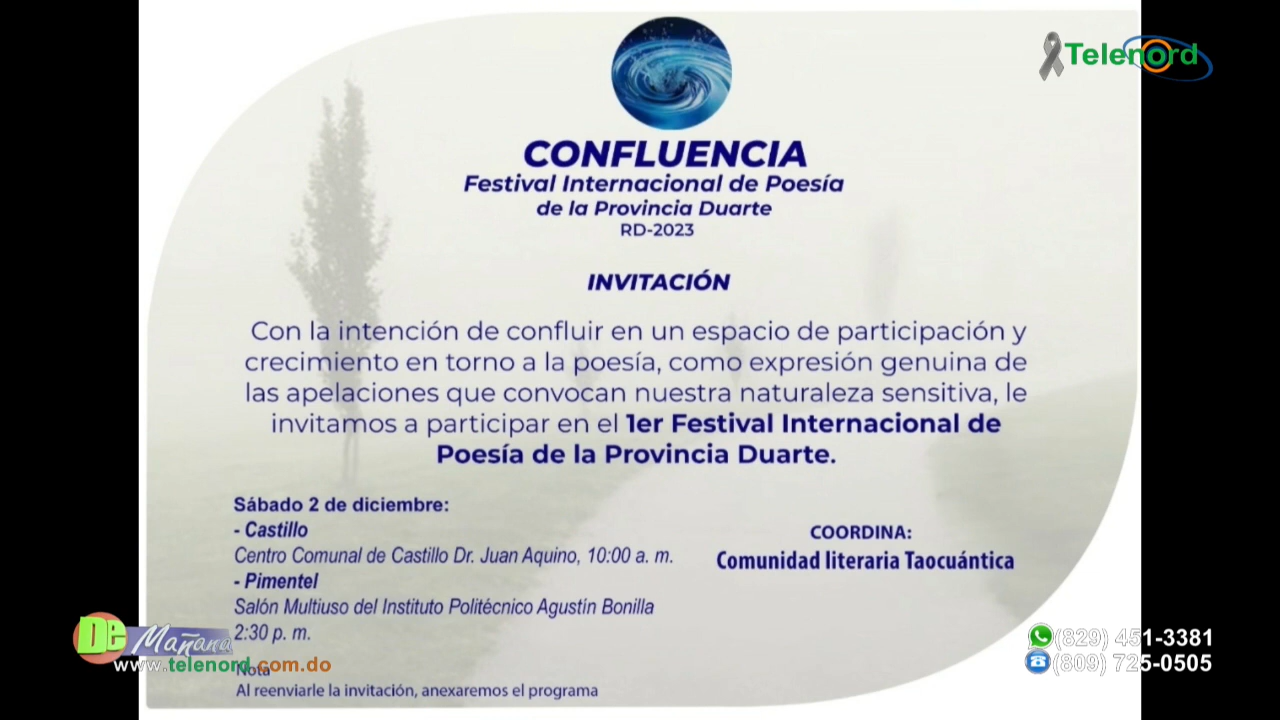 Telenord
CONFLUENCIA
Festival Internacional de Poesía
de la Provincia Duarte
RD-2023
INVITACIÓN
Con la intención de confluir en un espacio de participación y
crecimiento en torno a la poesía, como expresión genuina de
las apelaciones que convocan nuestra naturaleza sensitiva, le
invitamos a participar en el 1er Festival Internacional de
Poesía de la Provincia Duarte.
Sábado 2 de diciembre:
- Castillo
Centro Comunal de Castillo Dr. Juan Aquino, 10:00 a. m.
- Pimentel
Salón Multiuso del Instituto Politécnico Agustín Bonilla
2:30 p. m.
Nota
Al reenviarle la invitación, anexaremos el programa
COORDINA:
Comunidad literaria Taocuántica
De Mañana
www.telenord.com.do
(829) 451-3381
(809) 725-0505